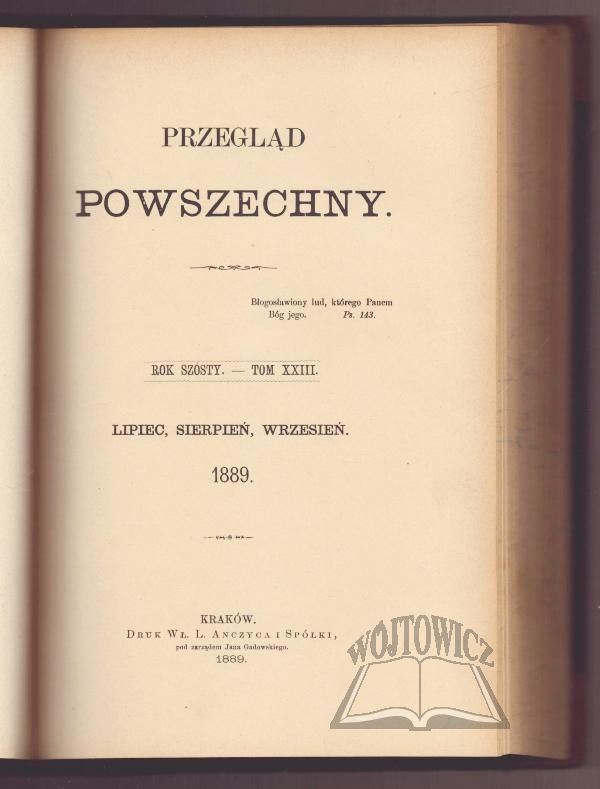 PRZEGLĄD
POWSZECHNY.
Błogosławiony lud, którego Panem
Bóg jego. Ps. 143.
ROK SZÓSTY. — TOM XXIII.
LIPIEC, SIERPIEŃ, WRZESIEŃ.
1889.
KRAKÓW.
DRUK WŁ. L. ANCZYCA I SPÓŁKI,
pod zarządem Jana Gadowskiego.
1889.
WÓJTOWICZ